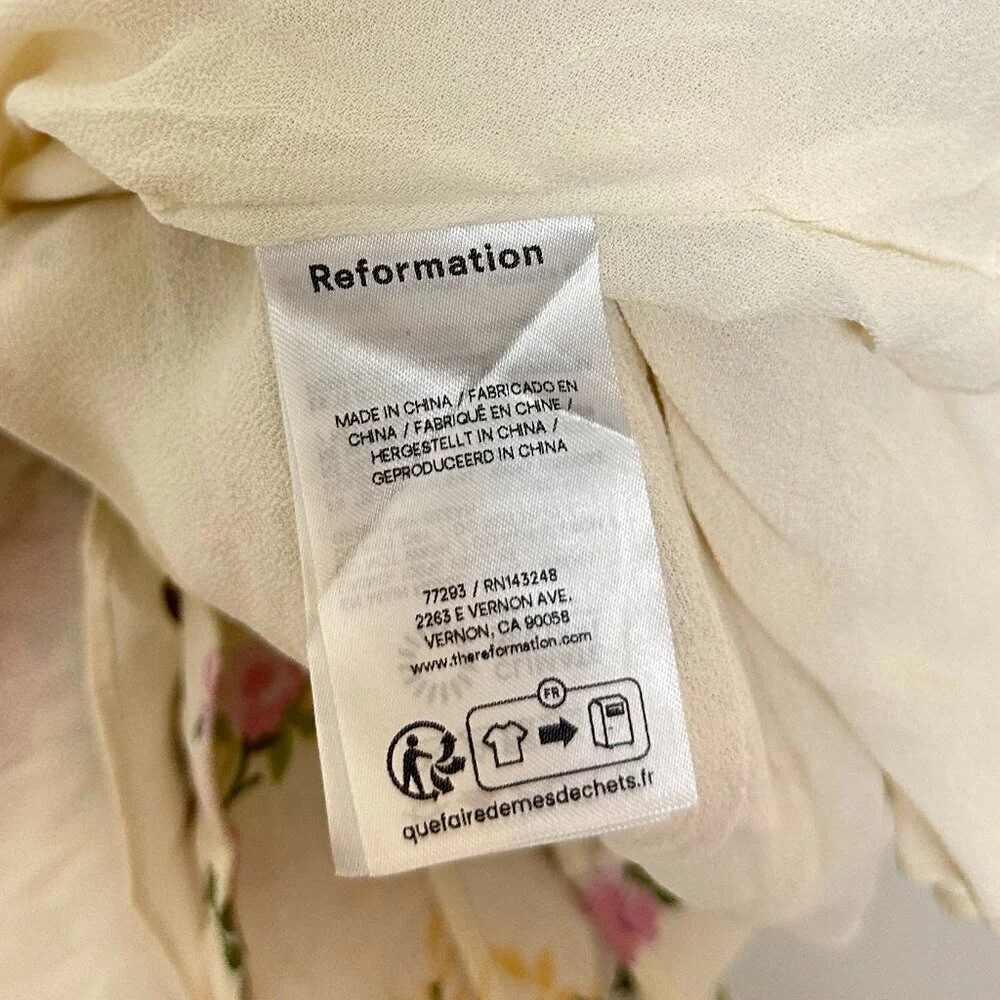 Reformation
MADE IN CHINA / FABRICADO EN
CHINA / FABRIQUÉ EN CHINE /
HERGESTELLT IN CHINA /
GEPRODUCEERD IN CHINA
77293 / RN143248
2263 E VERNON AVE,
VERNON, CA 90058
www.thereformation.com
FR
quefairedemesdechets.fr